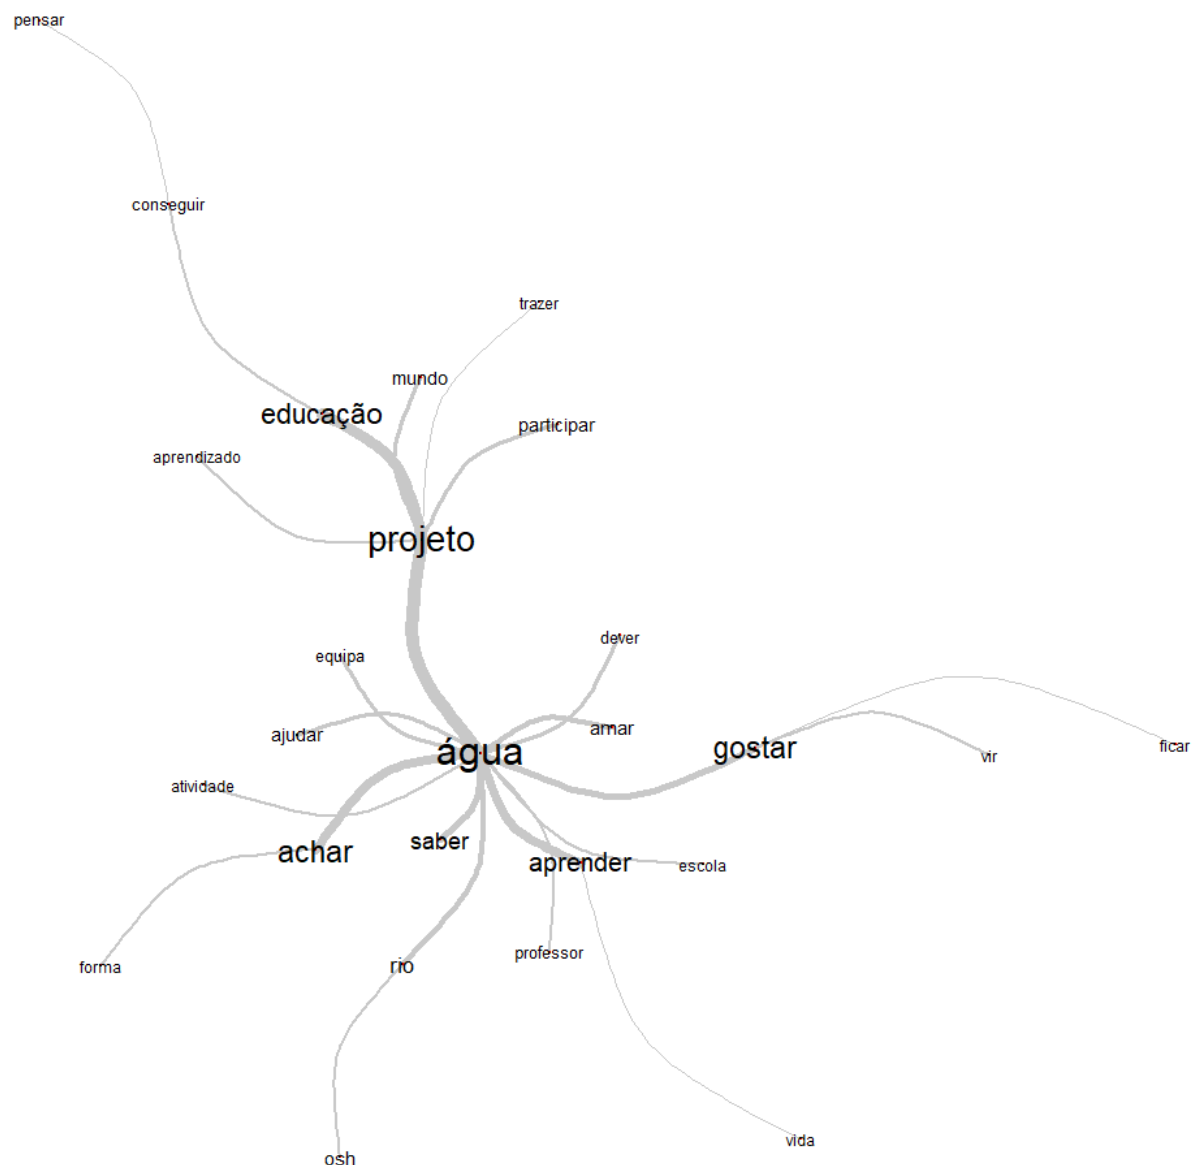 pensar
conseguir
trazer
mundo
educação
participar
aprendizado
projeto
dever
equipa
amar
ajudar
água
gostar
ficar
vir
atividade
saber
achar
aprender
escola
professor
forma
rio
vida
osh